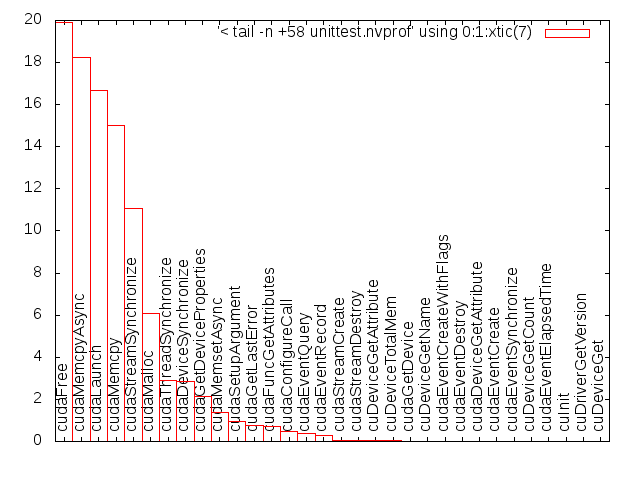 '< tail -n +58 unittest.nvprof' using 0:1:xtic(7)
20
18
16
14
12
10
8
6
4
2
0
cudaFree
cudaMemcpyAsync
cudaLaunch
cudaMemcpy
cudaStreamSynchronize
cudaMalloc
cudaThreadSynchronize
cudaDeviceSynchronize
cudaGetDeviceProperties
cudaMemsetAsync
cudaSetupArgument
cudaGetLastError
cudaFuncGetAttributes
cudaConfigureCall
cudaEventQuery
cudaEventRecord
cudaStreamCreate
cudaStreamDestroy
cuDeviceGetAttribute
cuDeviceTotalMem
cudaGetDevice
cuDeviceGetName
cudaEventCreateWithFlags
cudaEventDestroy
cudaDeviceGetAttribute
cudaEventCreate
cudaEventSynchronize
cuDeviceGetCount
cudaEventElapsedTime
cuInit
cuDriverGetVersion
cuDeviceGet